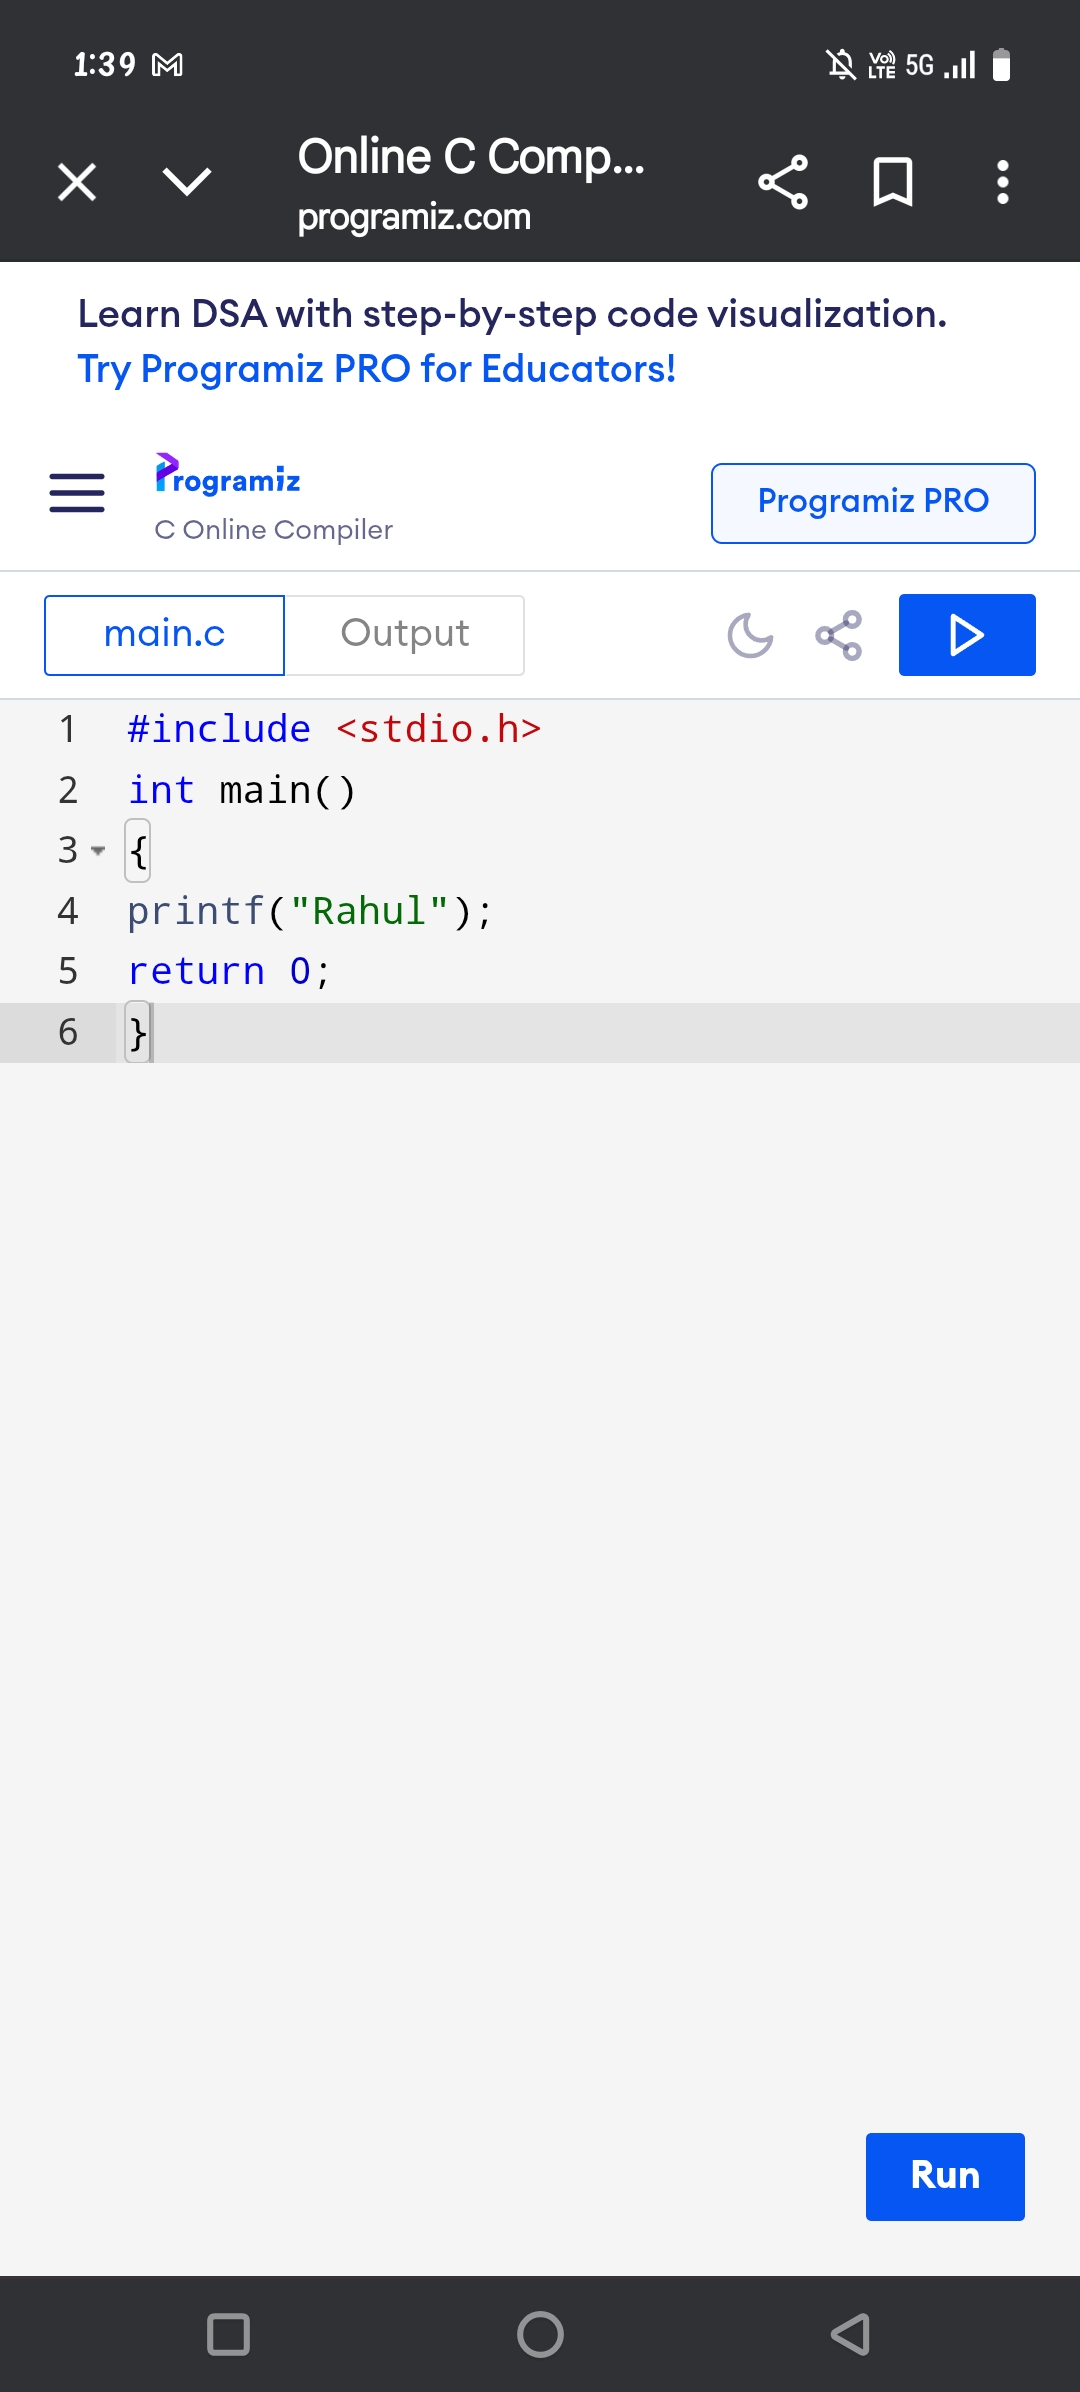 1:39
Vo) LTE 5G
Online C Comp...
programiz.com
Learn DSA with step-by-step code visualization.
Try Programiz PRO for Educators!
Programiz
C Online Compiler
Programiz PRO
main.c
Output
1 #include <stdio.h>
2 int main()
3 {
4 printf("Rahul");
5 return 0;
6 }
Run